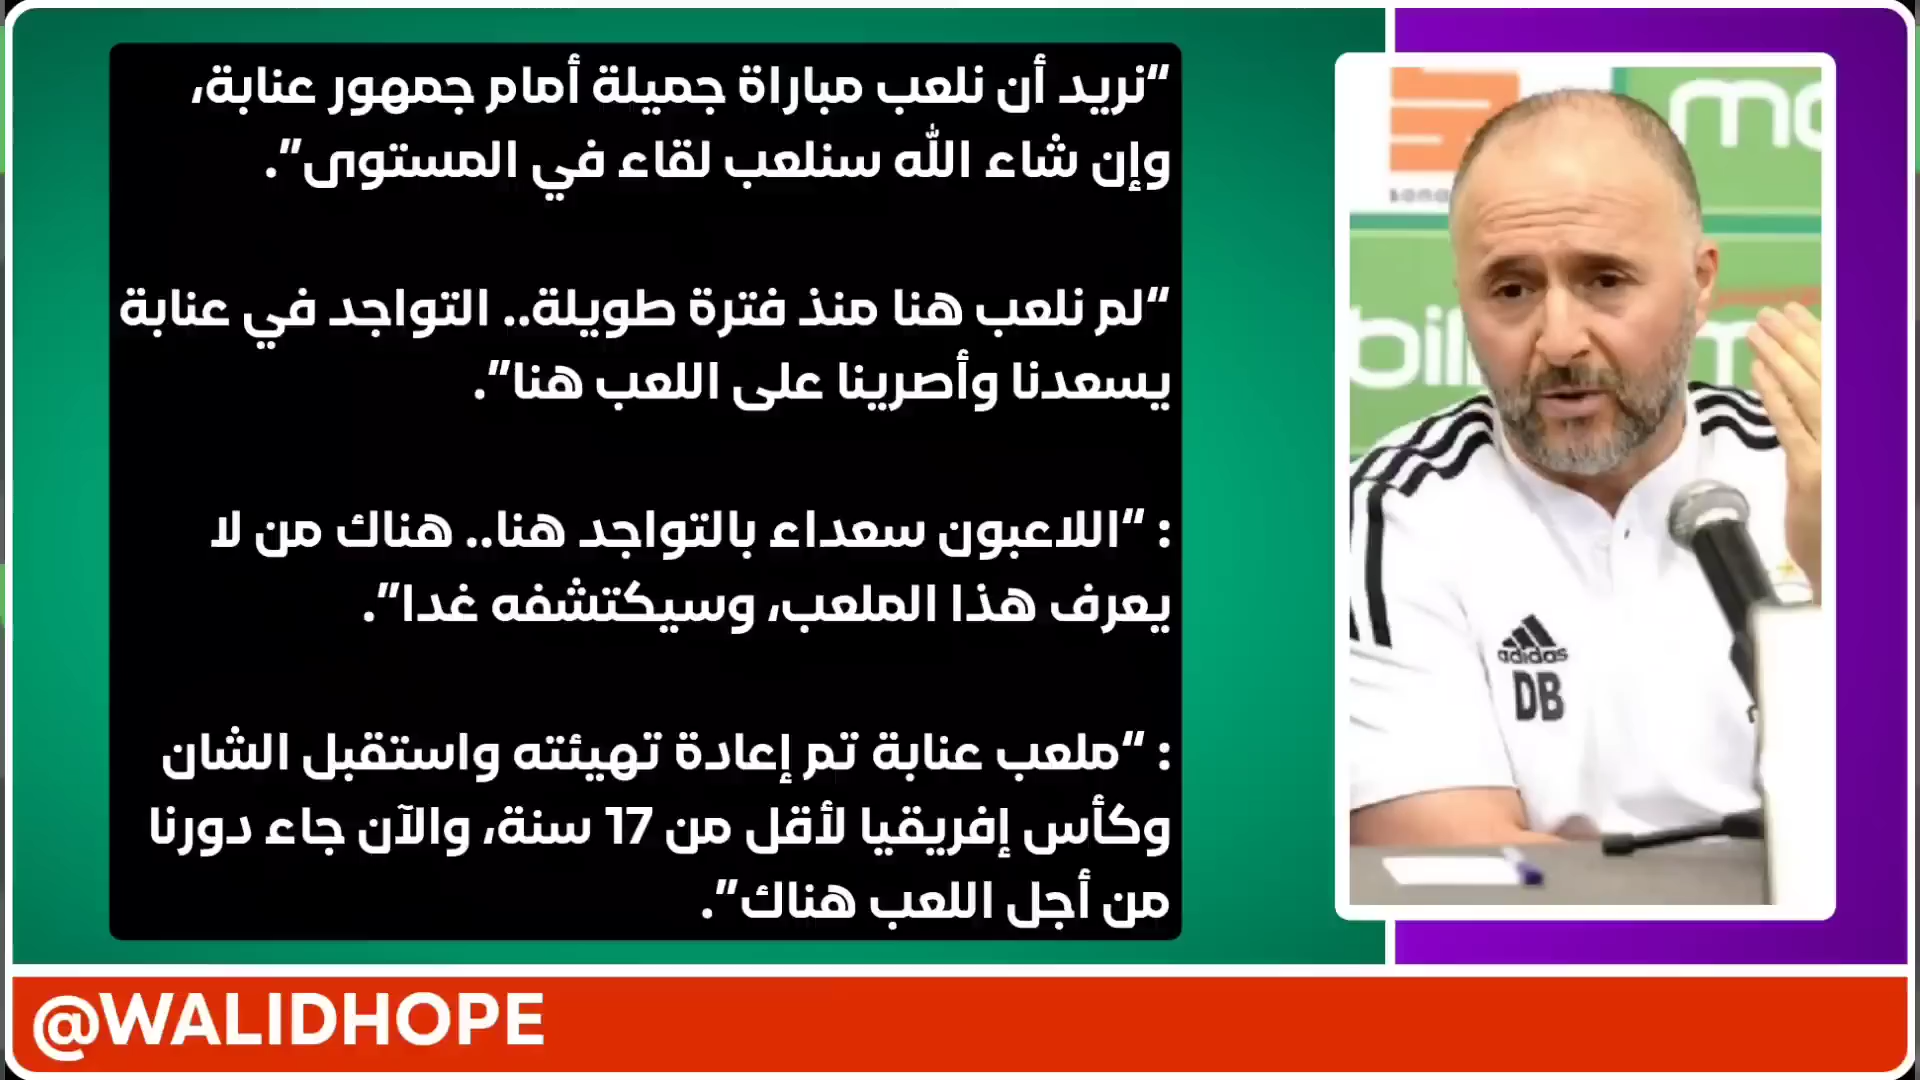 “نريد أن نلعب مباراة جميلة أمام جمهور عنابة،
وإن شاء الله سنلعب لقاء في المستوى”.
“لم نلعب هنا منذ فترة طويلة.. التواجد في عنابة
يسعدنا وأصرينا على اللعب هنا”.
: “اللاعبون سعداء بالتواجد هنا.. هناك من لا
يعرف هذا الملعب، وسيكتشفه غدا”.
: “ملعب عنابة تم إعادة تهيئته واستقبل الشان
وكأس إفريقيا لأقل من 17 سنة، والآن جاء دورنا
من أجل اللعب هناك”.
mo
sona
bili
m
adidas
DB
@WALIDHOPE